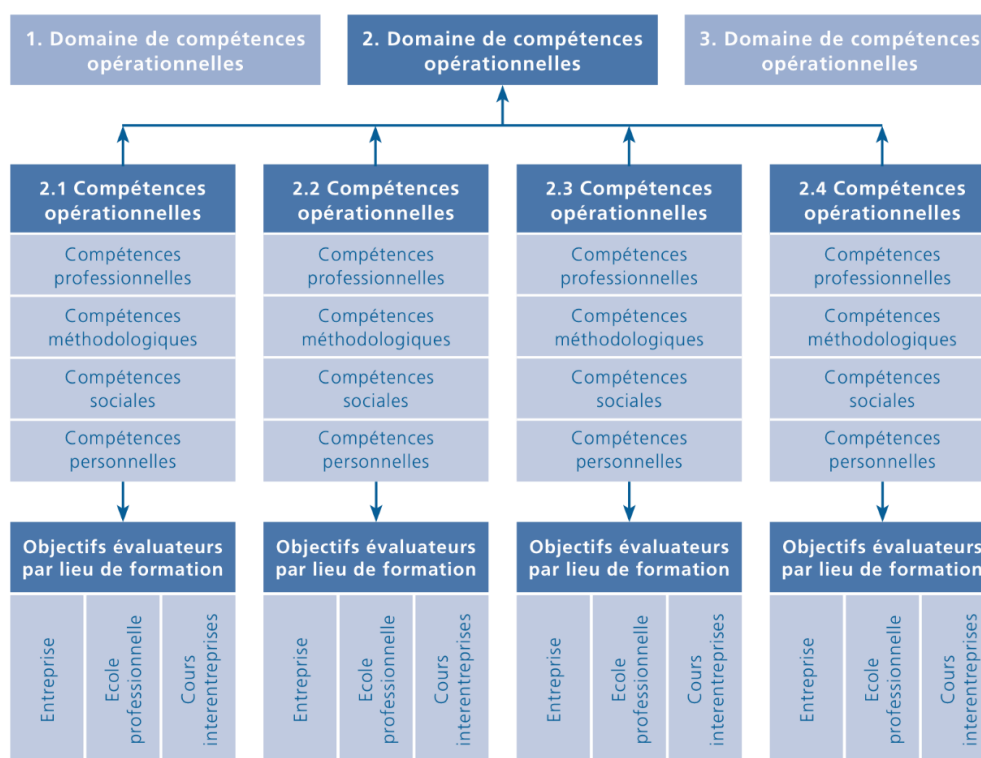 1. Domaine de compétences
opérationnelles
2. Domaine de compétences
opérationnelles
3. Domaine de compétences
opérationnelles
2.1 Compétences
opérationnelles
Compétences
professionnelles
Compétences
méthodologiques
Compétences
sociales
Compétences
personnelles
Objectifs évaluateurs
par lieu de formation
Entreprise
Ecole
professionnelle
Cours
interentreprises
2.2 Compétences
opérationnelles
Compétences
professionnelles
Compétences
méthodologiques
Compétences
sociales
Compétences
personnelles
Objectifs évaluateurs
par lieu de formation
Entreprise
Ecole
professionnelle
Cours
interentreprises
2.3 Compétences
opérationnelles
Compétences
professionnelles
Compétences
méthodologiques
Compétences
sociales
Compétences
personnelles
Objectifs évaluateurs
par lieu de formation
Entreprise
Ecole
professionnelle
Cours
interentreprises
2.4 Compétences
opérationnelles
Compétences
professionnelles
Compétences
méthodologiques
Compétences
sociales
Compétences
personnelles
Objectifs évaluateurs
par lieu de formation
Entreprise
Ecole
professionnelle
Cours
interentreprises